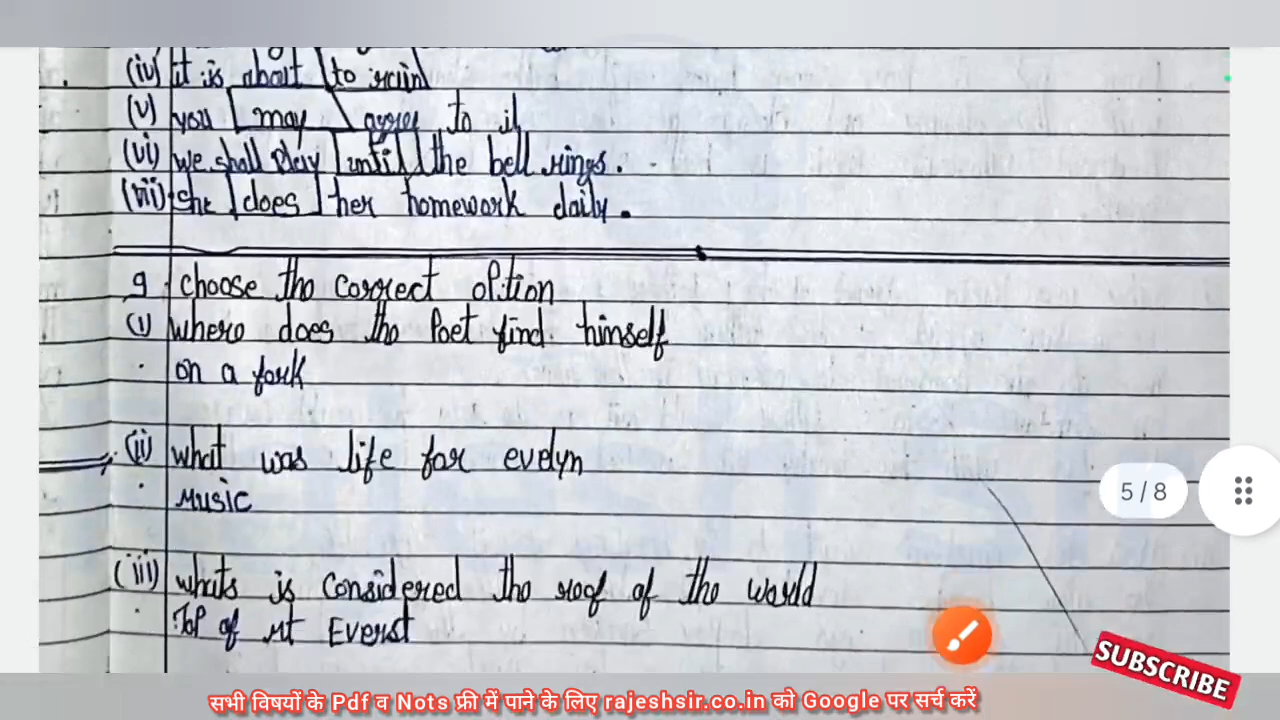 (iv) it is about to rain
(v) you may agree to it
(vi) we shall play until the bell rings.
(vii) she does her homework daily.
9 choose the correct option
(i) where does the Poet find himself
on a fork
(ii) what was life for evelyn
Music
(iii) whats is considered the roof of the world
Top of Mt Everst
5 / 8
SUBSCRIBE
सभी विषयों के Pdf व Nots फ्री में पाने के लिए rajeshsir.co.in को Google पर सर्च करें